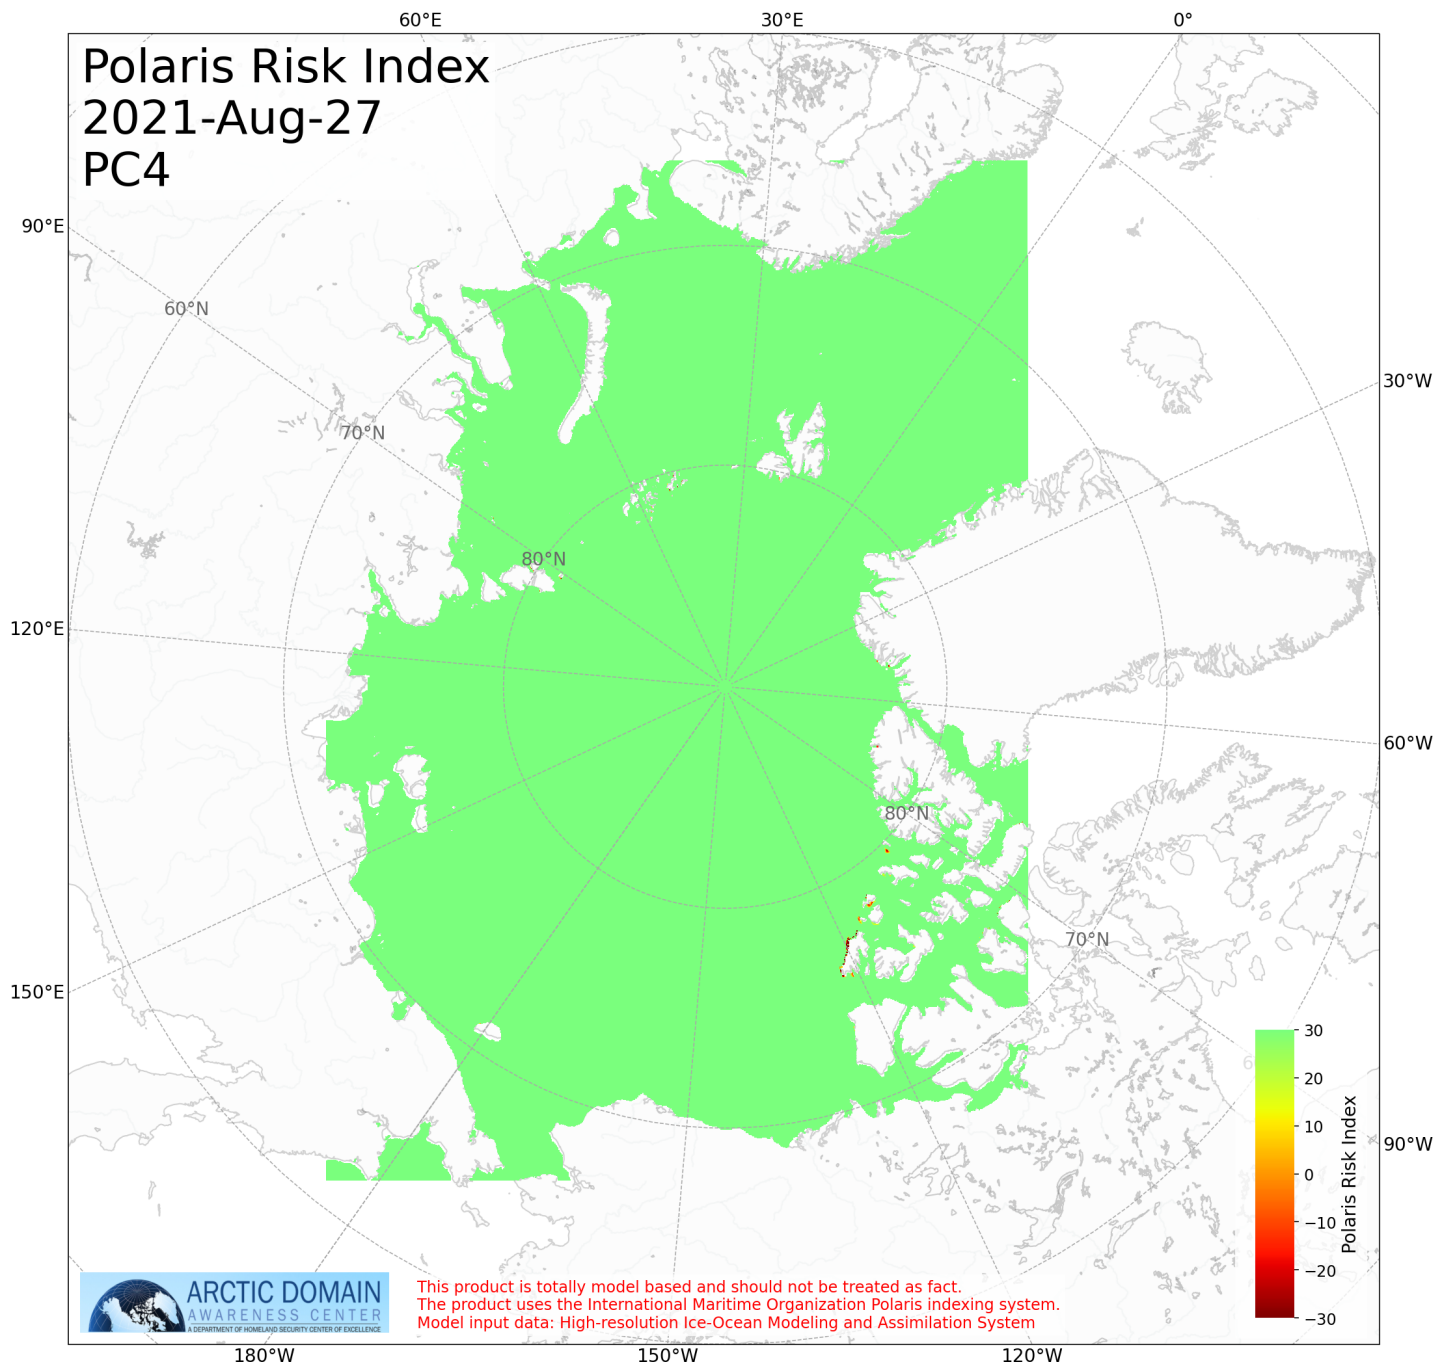 60°E
30°E
0°
Polaris Risk Index
2021-Aug-27
PC4
90°E
60°N
30°W
70°N
80°N
120°E
60°W
80°N
70°N
150°E
30
20
10
0
−10
−20
−30
Polaris Risk Index
90°W
ARCTIC DOMAIN
AWARENESS CENTER
A DEPARTMENT OF HOMELAND SECURITY CENTER OF EXCELLENCE
This product is totally model based and should not be treated as fact.
The product uses the International Maritime Organization Polaris indexing system.
Model input data: High-resolution Ice-Ocean Modeling and Assimilation System
180°W
150°W
120°W